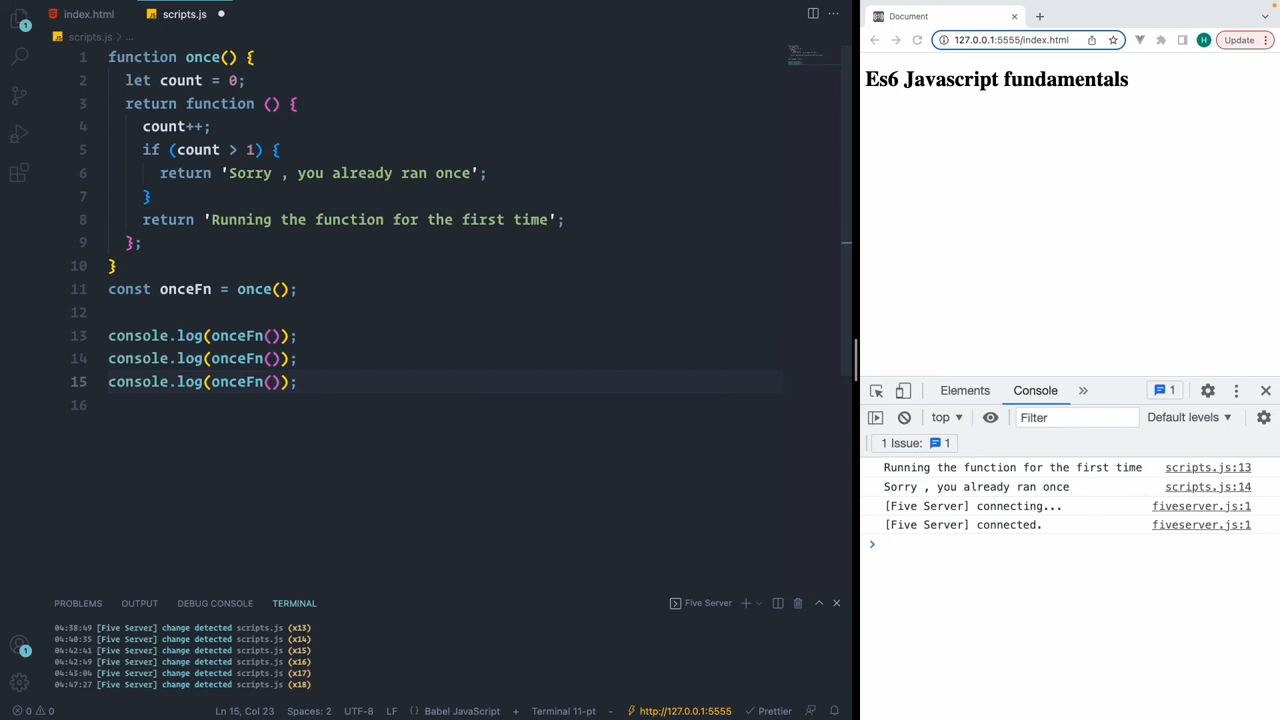 index.html
scripts.js
scripts.js > ...
1 function once() {
2 let count = 0;
3 return function () {
4 count++;
5 if (count > 1) {
6 return 'Sorry , you already ran once';
7 }
8 return 'Running the function for the first time';
9 };
10 }
11 const onceFn = once();
12
13 console.log(onceFn());
14 console.log(onceFn());
15 console.log(onceFn());
16
PROBLEMS OUTPUT DEBUG CONSOLE TERMINAL
Five Server
04:38:49 [Five Server] change detected scripts.js (x13)
04:40:35 [Five Server] change detected scripts.js (x14)
04:42:41 [Five Server] change detected scripts.js (x15)
04:42:49 [Five Server] change detected scripts.js (x16)
04:43:04 [Five Server] change detected scripts.js (x17)
04:47:27 [Five Server] change detected scripts.js (x18)
1
1
0 0 Ln 15, Col 23 Spaces: 2 UTF-8 LF {} Babel JavaScript + Terminal 11-pt - http://127.0.0.1:5555 Prettier
Document
127.0.0.1:5555/index.html
H
Update
Es6 Javascript fundamentals
Elements Console » 1
top Filter Default levels
1 Issue: 1
Running the function for the first time scripts.js:13
Sorry , you already ran once scripts.js:14
[Five Server] connecting... fiveserver.js:1
[Five Server] connected. fiveserver.js:1
>